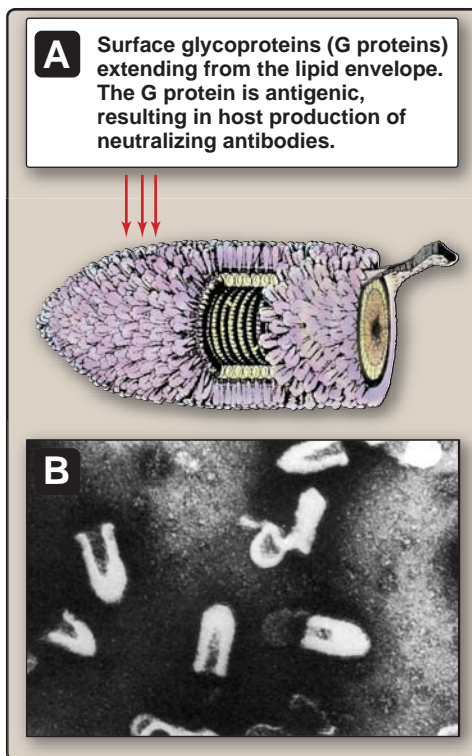 A
Surface glycoproteins (G proteins)
extending from the lipid envelope.
The G protein is antigenic,
resulting in host production of
neutralizing antibodies.
B